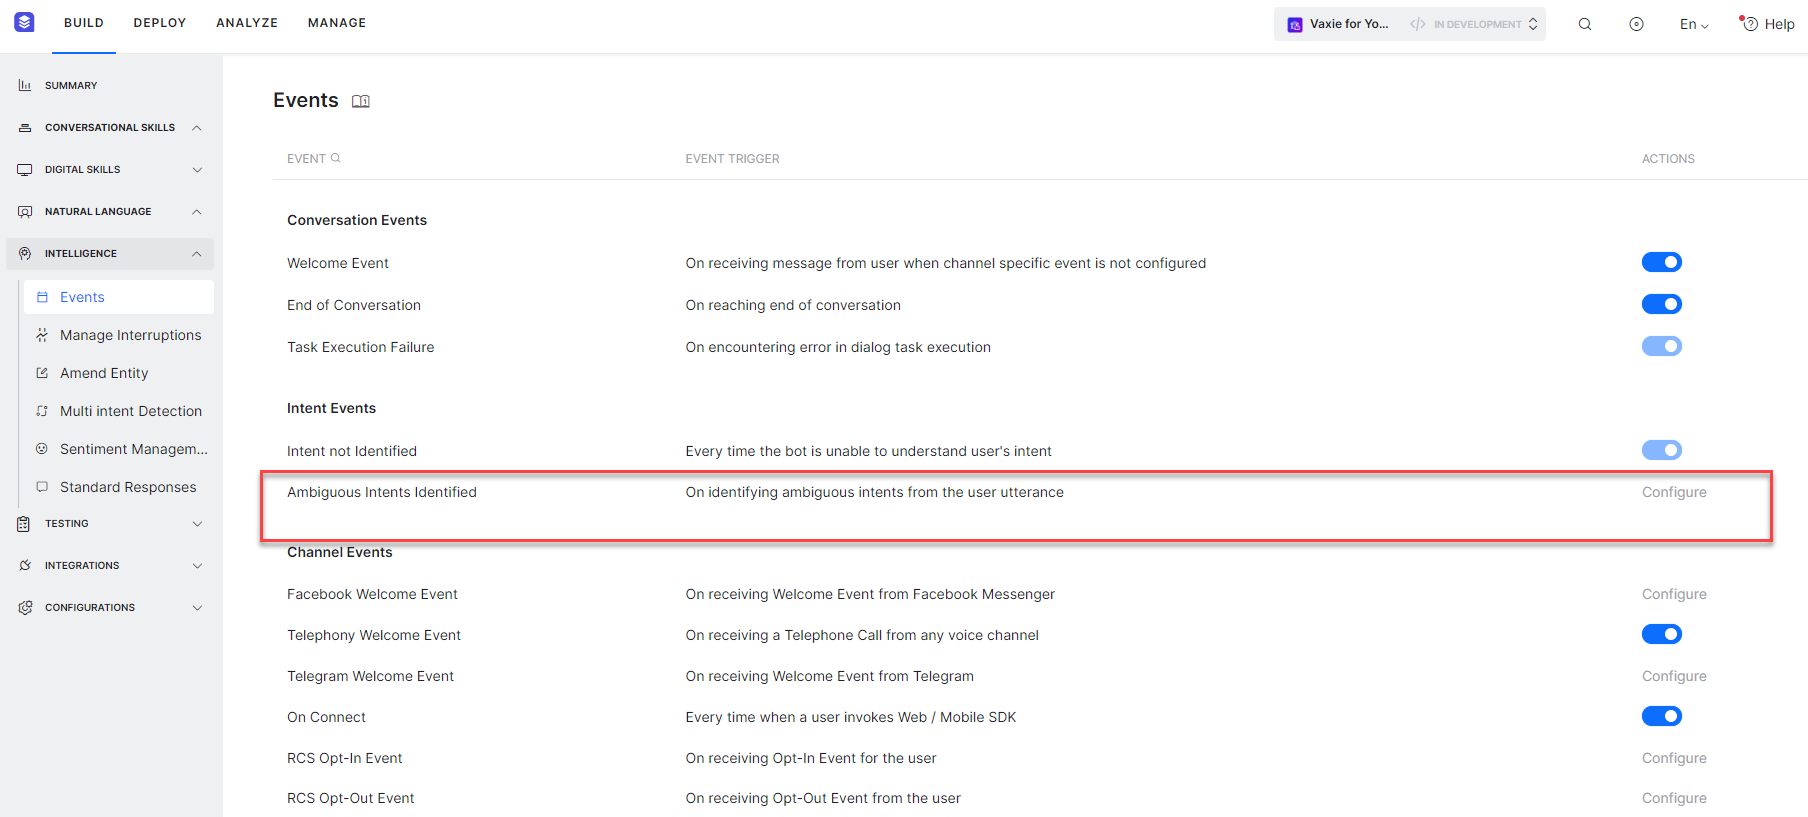 BUILD DEPLOY ANALYZE MANAGE Vaxie for Yo... </> IN DEVELOPMENT En Help
SUMMARY
CONVERSATIONAL SKILLS
DIGITAL SKILLS
NATURAL LANGUAGE
INTELLIGENCE
Events
Manage Interruptions
Amend Entity
Multi intent Detection
Sentiment Managem...
Standard Responses
TESTING
INTEGRATIONS
CONFIGURATIONS
Events
EVENT EVENT TRIGGER ACTIONS
Conversation Events
Welcome Event On receiving message from user when channel specific event is not configured
End of Conversation On reaching end of conversation
Task Execution Failure On encountering error in dialog task execution
Intent Events
Intent not Identified Every time the bot is unable to understand user's intent
Ambiguous Intents Identified On identifying ambiguous intents from the user utterance Configure
Channel Events
Facebook Welcome Event On receiving Welcome Event from Facebook Messenger Configure
Telephony Welcome Event On receiving a Telephone Call from any voice channel
Telegram Welcome Event On receiving Welcome Event from Telegram Configure
On Connect Every time when a user invokes Web / Mobile SDK
RCS Opt-In Event On receiving Opt-In Event for the user Configure
RCS Opt-Out Event On receiving Opt-Out Event from the user Configure